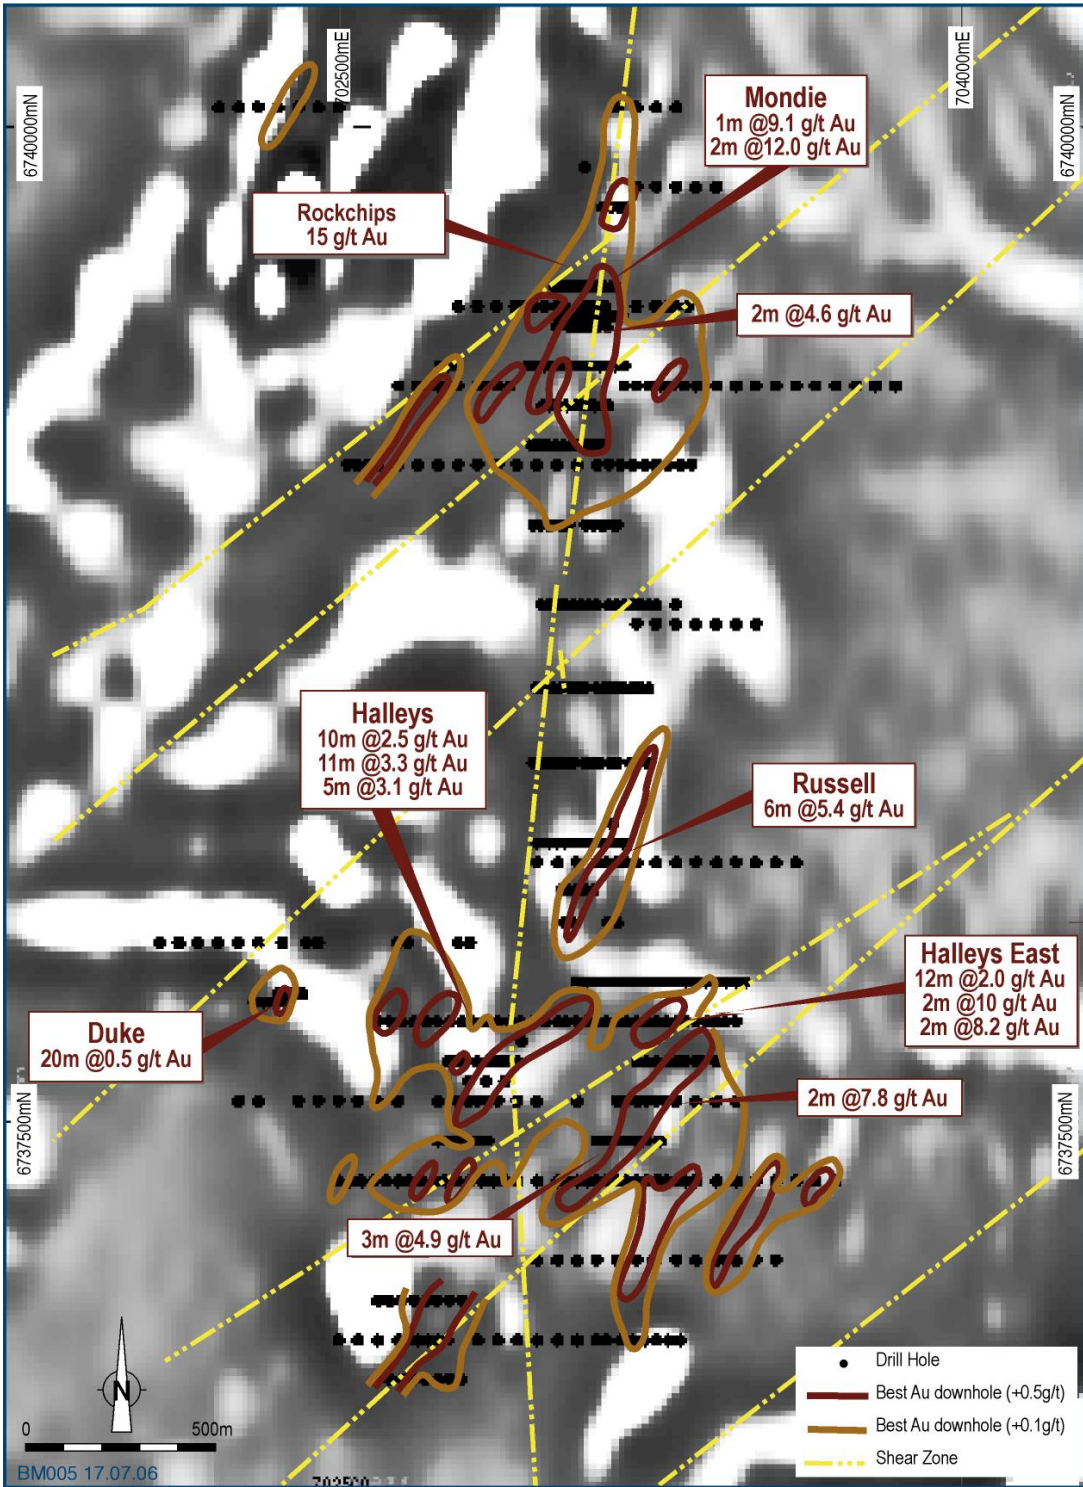 702500mE
704000mE
6740000mN
6740000mN
Mondie
1m @9.1 g/t Au
2m @12.0 g/t Au
Rockchips
15 g/t Au
2m @4.6 g/t Au
Halleys
10m @2.5 g/t Au
11m @3.3 g/t Au
5m @3.1 g/t Au
Russell
6m @5.4 g/t Au
Halleys East
12m @2.0 g/t Au
2m @10 g/t Au
2m @8.2 g/t Au
Duke
20m @0.5 g/t Au
2m @7.8 g/t Au
6737500mN
6737500mN
3m @4.9 g/t Au
N
0 500m
BM005 17.07.06
Drill Hole
Best Au downhole (+0.5g/t)
Best Au downhole (+0.1g/t)
Shear Zone